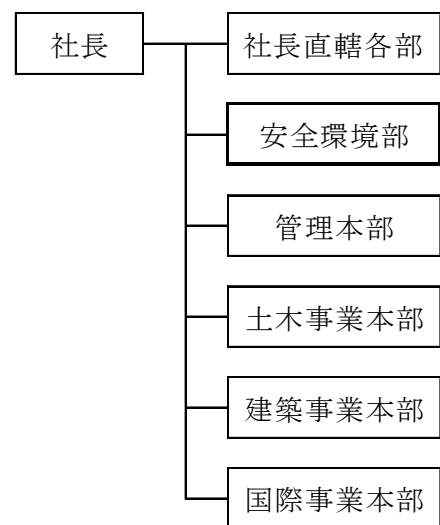 社長
社長直轄各部
安全環境部
管理本部
土木事業本部
建築事業本部
国際事業本部